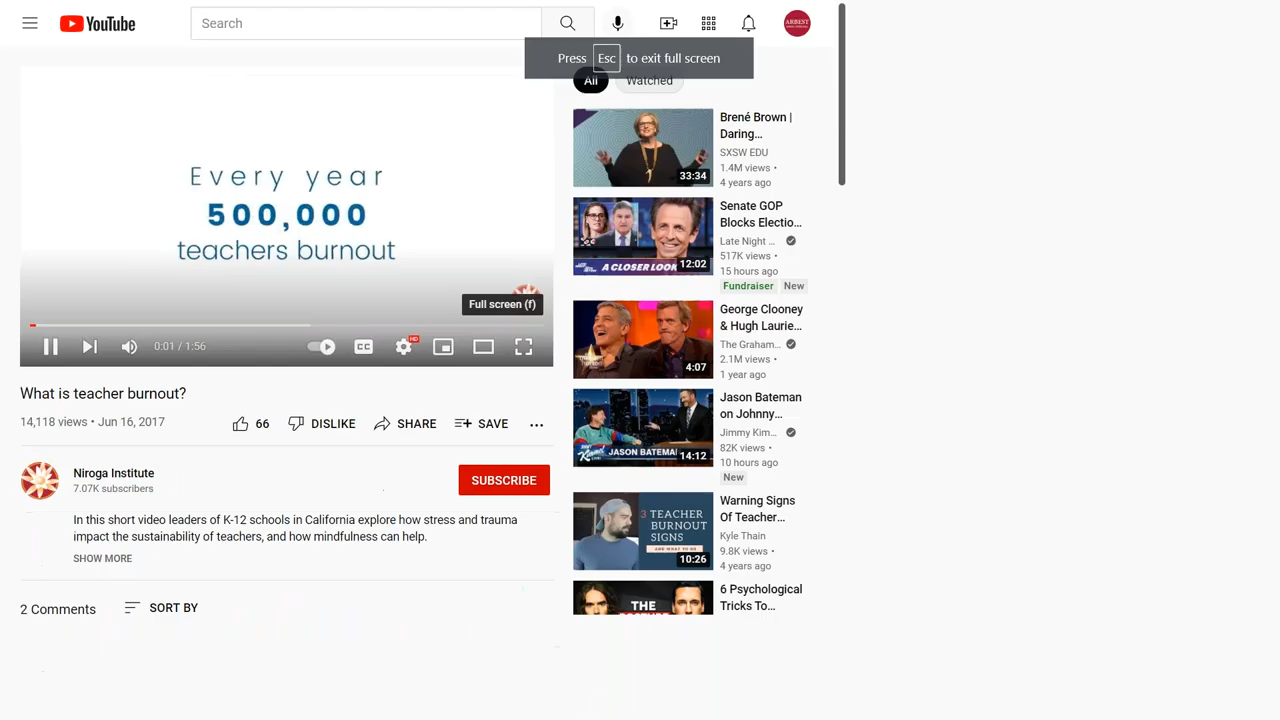 YouTube
Search
ARBEST
Press Esc to exit full screen
All
Watched
Every year
500,000
teachers burnout
Full screen (f)
0:01 / 1:56
CC
HD
What is teacher burnout?
14,118 views • Jun 16, 2017
66
DISLIKE
SHARE
SAVE
Niroga Institute
7.07K subscribers
SUBSCRIBE
In this short video leaders of K-12 schools in California explore how stress and trauma
impact the sustainability of teachers, and how mindfulness can help.
SHOW MORE
2 Comments
SORT BY
33:34
Brené Brown |
Daring…
SXSW EDU
1.4M views •
4 years ago
A CLOSER LOOK
12:02
Senate GOP
Blocks Electio…
Late Night …
517K views •
15 hours ago
Fundraiser
New
4:07
George Clooney
& Hugh Laurie…
The Graham…
2.1M views •
1 year ago
JASON BATEMA
14:12
Jason Bateman
on Johnny…
Jimmy Kim…
82K views •
10 hours ago
New
3 TEACHER
BURNOUT
SIGNS
AND WHAT TO DO
10:26
Warning Signs
Of Teacher…
Kyle Thain
9.8K views •
4 years ago
THE
6 Psychological
Tricks To…